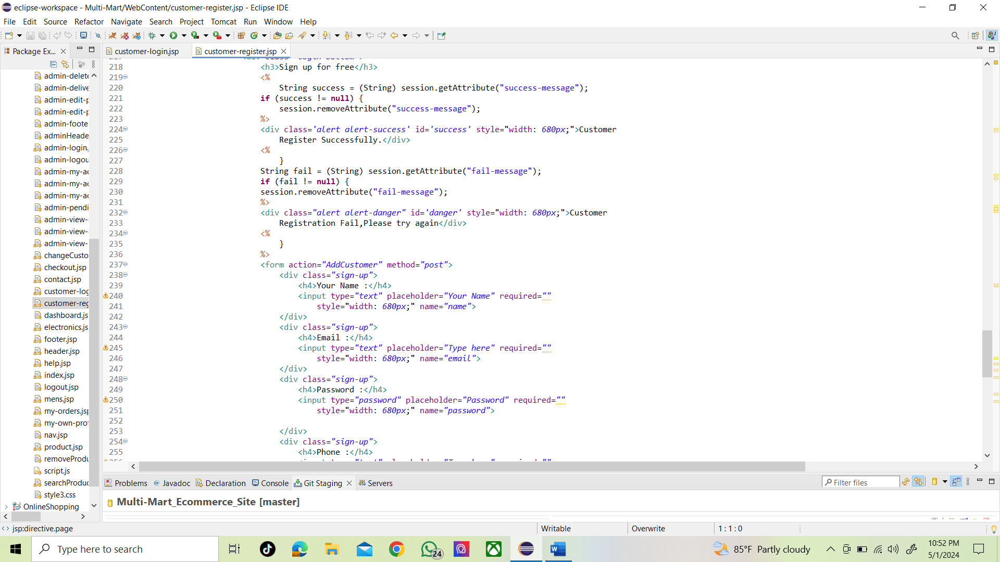 eclipse-workspace - Multi-Mart/WebContent/customer-register.jsp - Eclipse IDE
File Edit Source Refactor Navigate Search Project Tomcat Run Window Help
Package Ex...
customer-login.jsp
customer-register.jsp
admin-delete
admin-delive
admin-edit-p
admin-edit-p
admin-foote
adminHeade
admin-login.
admin-logou
admin-my-ac
admin-my-ac
admin-my-ac
admin-pendi
admin-view-
admin-view-
admin-view-
changeCusto
checkout.jsp
contact.jsp
customer-log
customer-reg
dashboard.js
electronics.js
footer.jsp
header.jsp
help.jsp
index.jsp
logout.jsp
mens.jsp
my-orders.jsp
my-own-prof
nav.jsp
product.jsp
removeProdu
script.js
searchProduc
style3.css
OnlineShopping
218 <h3>Sign up for free</h3>
219 <%
220 String success = (String) session.getAttribute("success-message");
221 if (success != null) {
222 session.removeAttribute("success-message");
223 %>
224 <div class='alert alert-success' id='success' style="width: 680px;">Customer
225 Register Successfully.</div>
226 <%
227 }
228 String fail = (String) session.getAttribute("fail-message");
229 if (fail != null) {
230 session.removeAttribute("fail-message");
231 %>
232 <div class="alert alert-danger" id='danger' style="width: 680px;">Customer
233 Registration Fail,Please try again</div>
234 <%
235 }
236 %>
237 <form action="AddCustomer" method="post">
238 <div class="sign-up">
239 <h4>Your Name :</h4>
240 <input type="text" placeholder="Your Name" required=""
241 style="width: 680px;" name="name">
242 </div>
243 <div class="sign-up">
244 <h4>Email :</h4>
245 <input type="text" placeholder="Type here" required=""
246 style="width: 680px;" name="email">
247 </div>
248 <div class="sign-up">
249 <h4>Password :</h4>
250 <input type="password" placeholder="Password" required=""
251 style="width: 680px;" name="password">
252
253 </div>
254 <div class="sign-up">
255 <h4>Phone :</h4>
Problems Javadoc Declaration Console Git Staging Servers
Filter files
Multi-Mart_Ecommerce_Site [master]
jsp:directive.page
Writable
Overwrite
1 : 1 : 0
Type here to search
24
85°F Partly cloudy
10:52 PM
5/1/2024